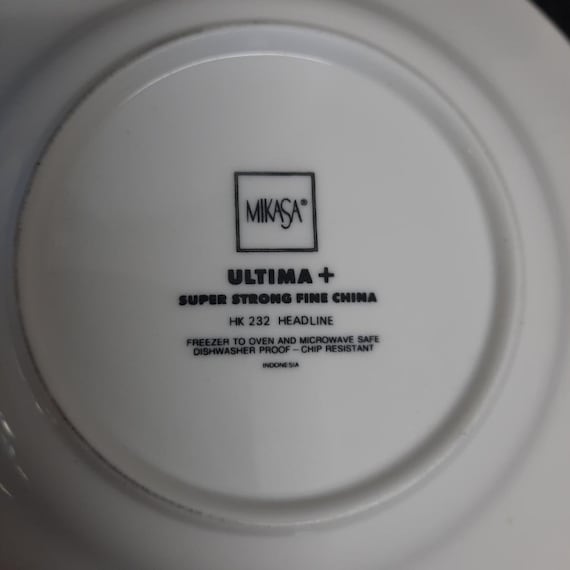 MIKASA®
ULTIMA +
SUPER STRONG FINE CHINA
HK 232 HEADLINE
FREEZER TO OVEN AND MICROWAVE SAFE
DISHWASHER PROOF – CHIP RESISTANT
INDONESIA